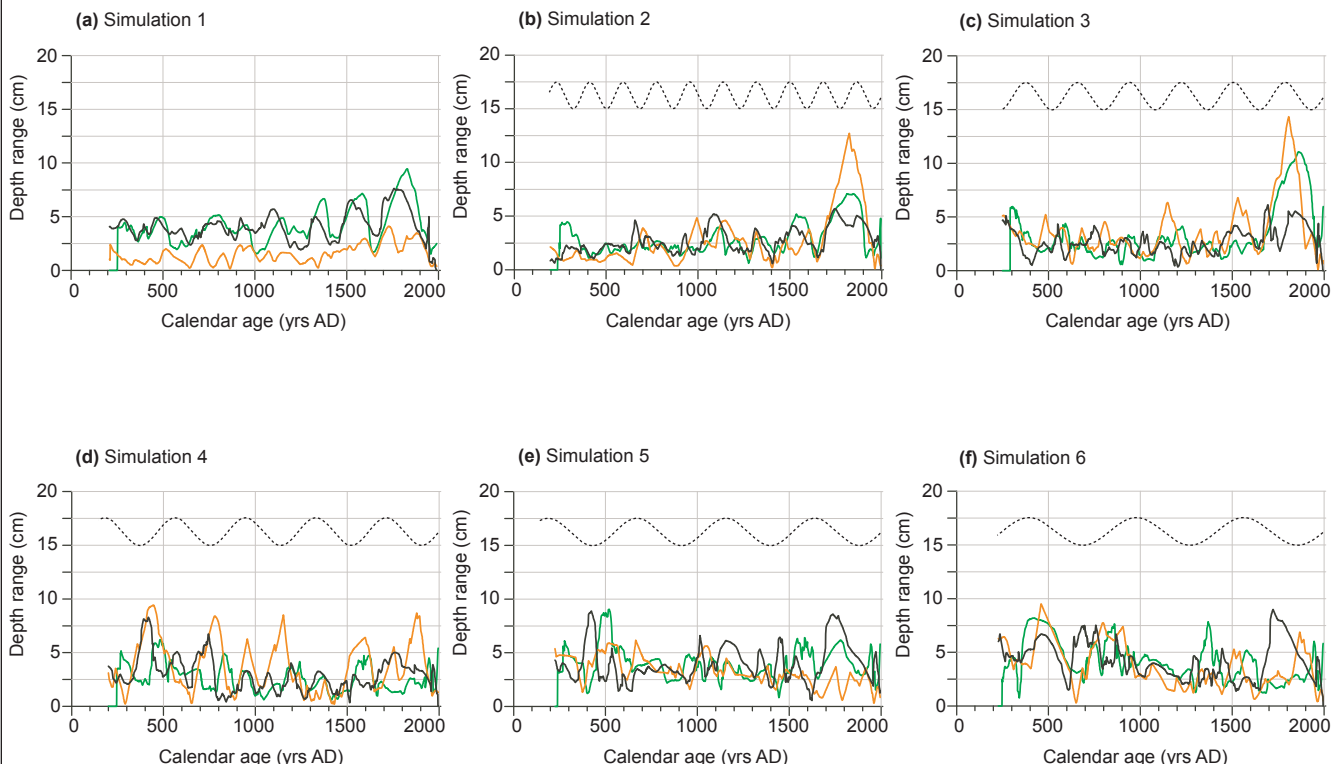 (a) Simulation 1
20
15
10
5
0
Depth range (cm)
0 500 1000 1500 2000
Calendar age (yrs AD)
(b) Simulation 2
20
15
10
5
0
Depth range (cm)
0 500 1000 1500 2000
Calendar age (yrs AD)
(c) Simulation 3
20
15
10
5
0
Depth range (cm)
0 500 1000 1500 2000
Calendar age (yrs AD)
(d) Simulation 4
20
15
10
5
0
Depth range (cm)
0 500 1000 1500 2000
Calendar age (yrs AD)
(e) Simulation 5
20
15
10
5
0
Depth range (cm)
0 500 1000 1500 2000
Calendar age (yrs AD)
(f) Simulation 6
20
15
10
5
0
Depth range (cm)
0 500 1000 1500 2000
Calendar age (yrs AD)